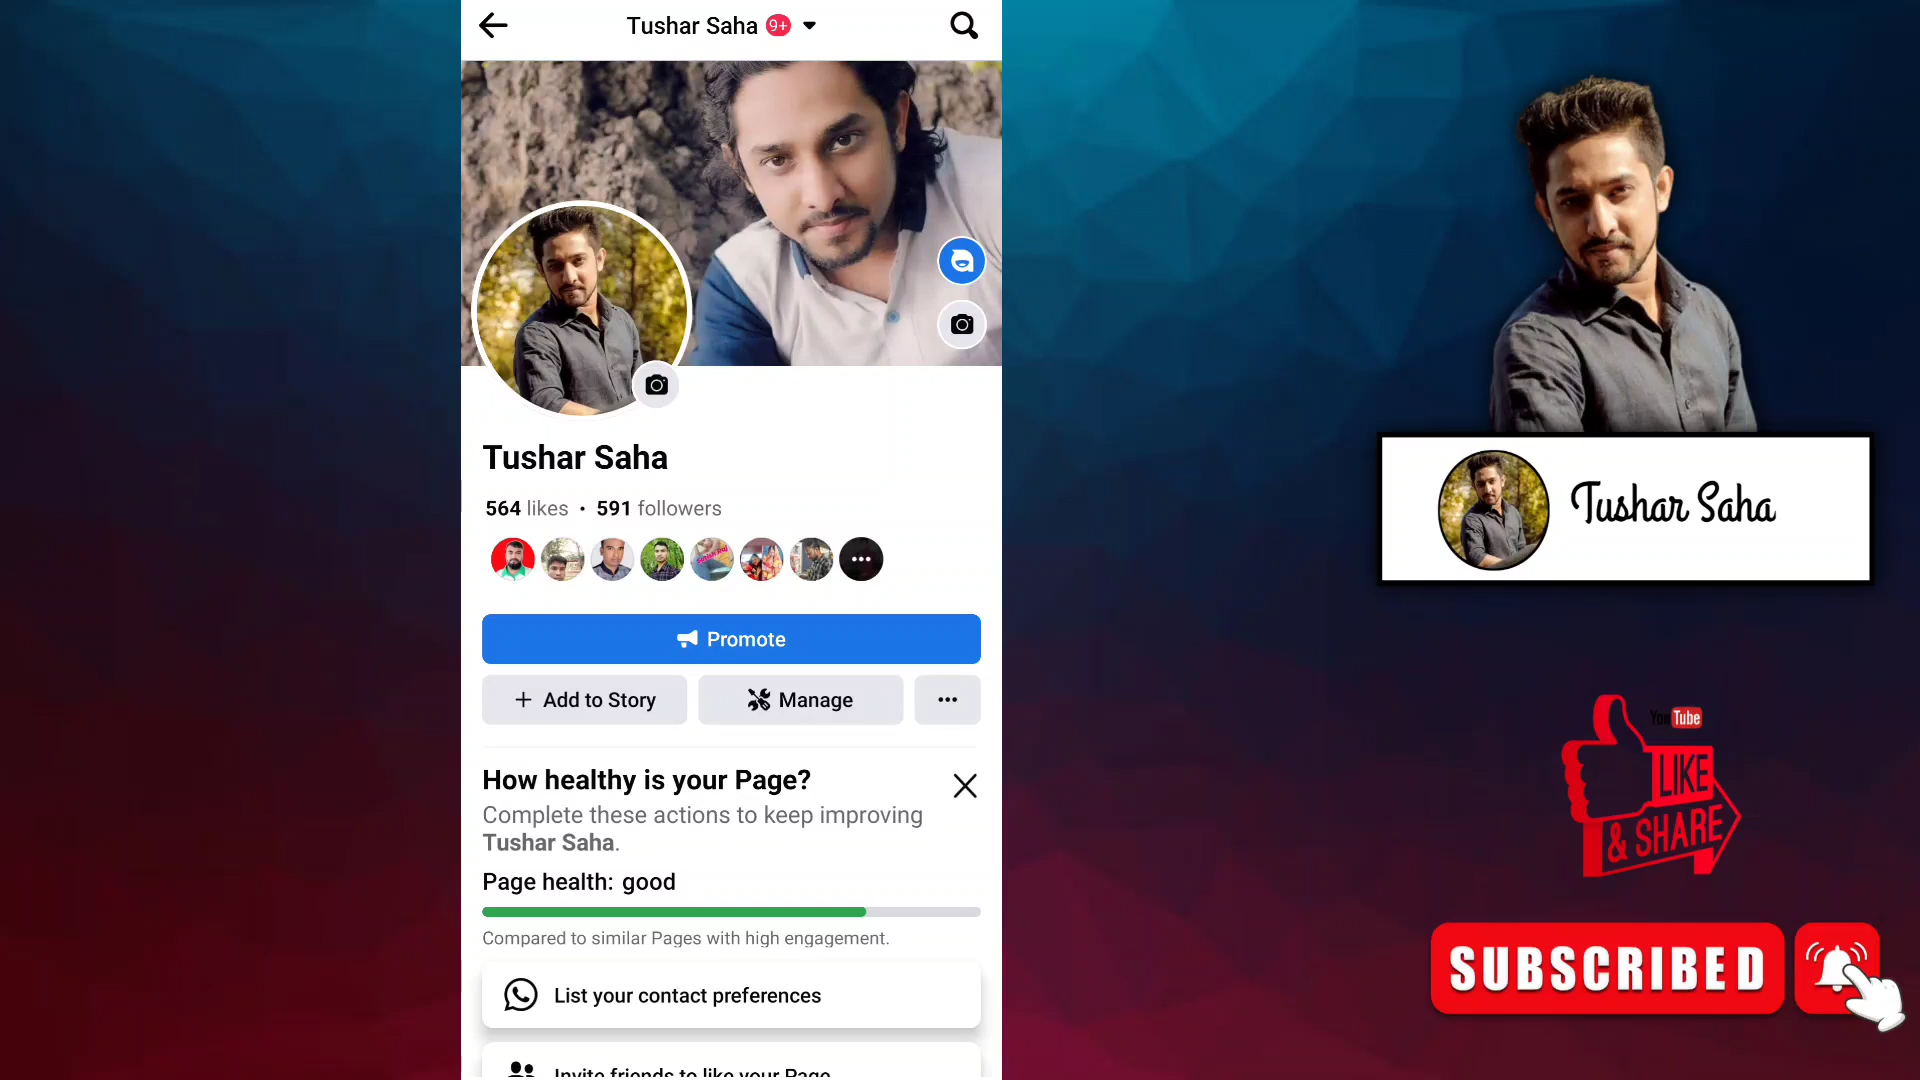 Tushar Saha 9+
Tushar Saha
564 likes • 591 followers
Promote
+ Add to Story
Manage
How healthy is your Page?
Complete these actions to keep improving
Tushar Saha.
Page health: good
Compared to similar Pages with high engagement.
List your contact preferences
Invite friends to like your Page
Tushar Saha
YouTube
LIKE
& SHARE
SUBSCRIBED